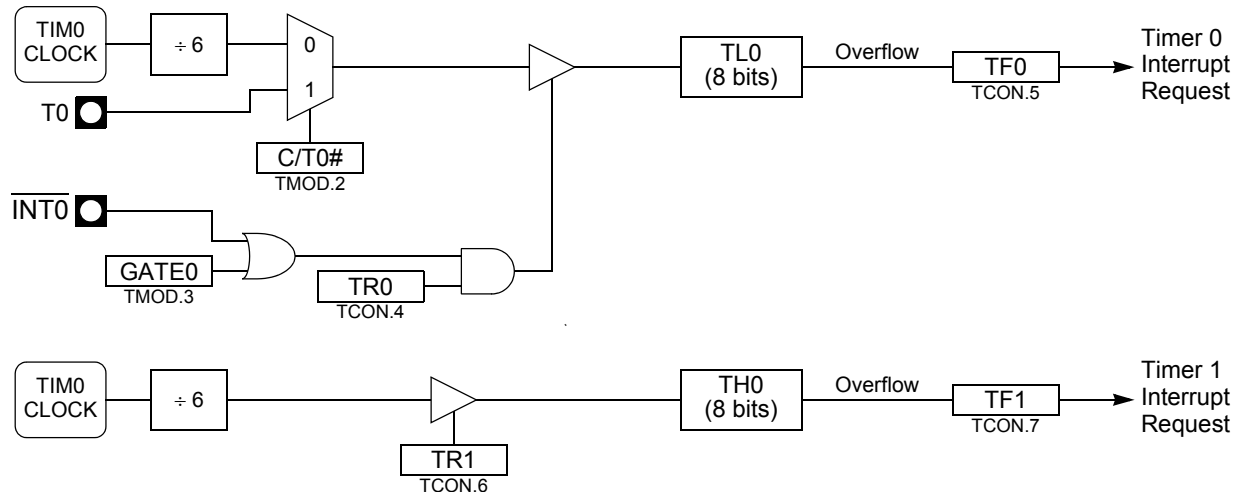 TIM0
CLOCK
÷ 6
0
1
T0
C/T0#
TMOD.2
INT0
GATE0
TMOD.3
TR0
TCON.4
TL0
(8 bits)
Overflow
TF0
TCON.5
Timer 0
Interrupt
Request
TIM0
CLOCK
÷ 6
TR1
TCON.6
TH0
(8 bits)
Overflow
TF1
TCON.7
Timer 1
Interrupt
Request